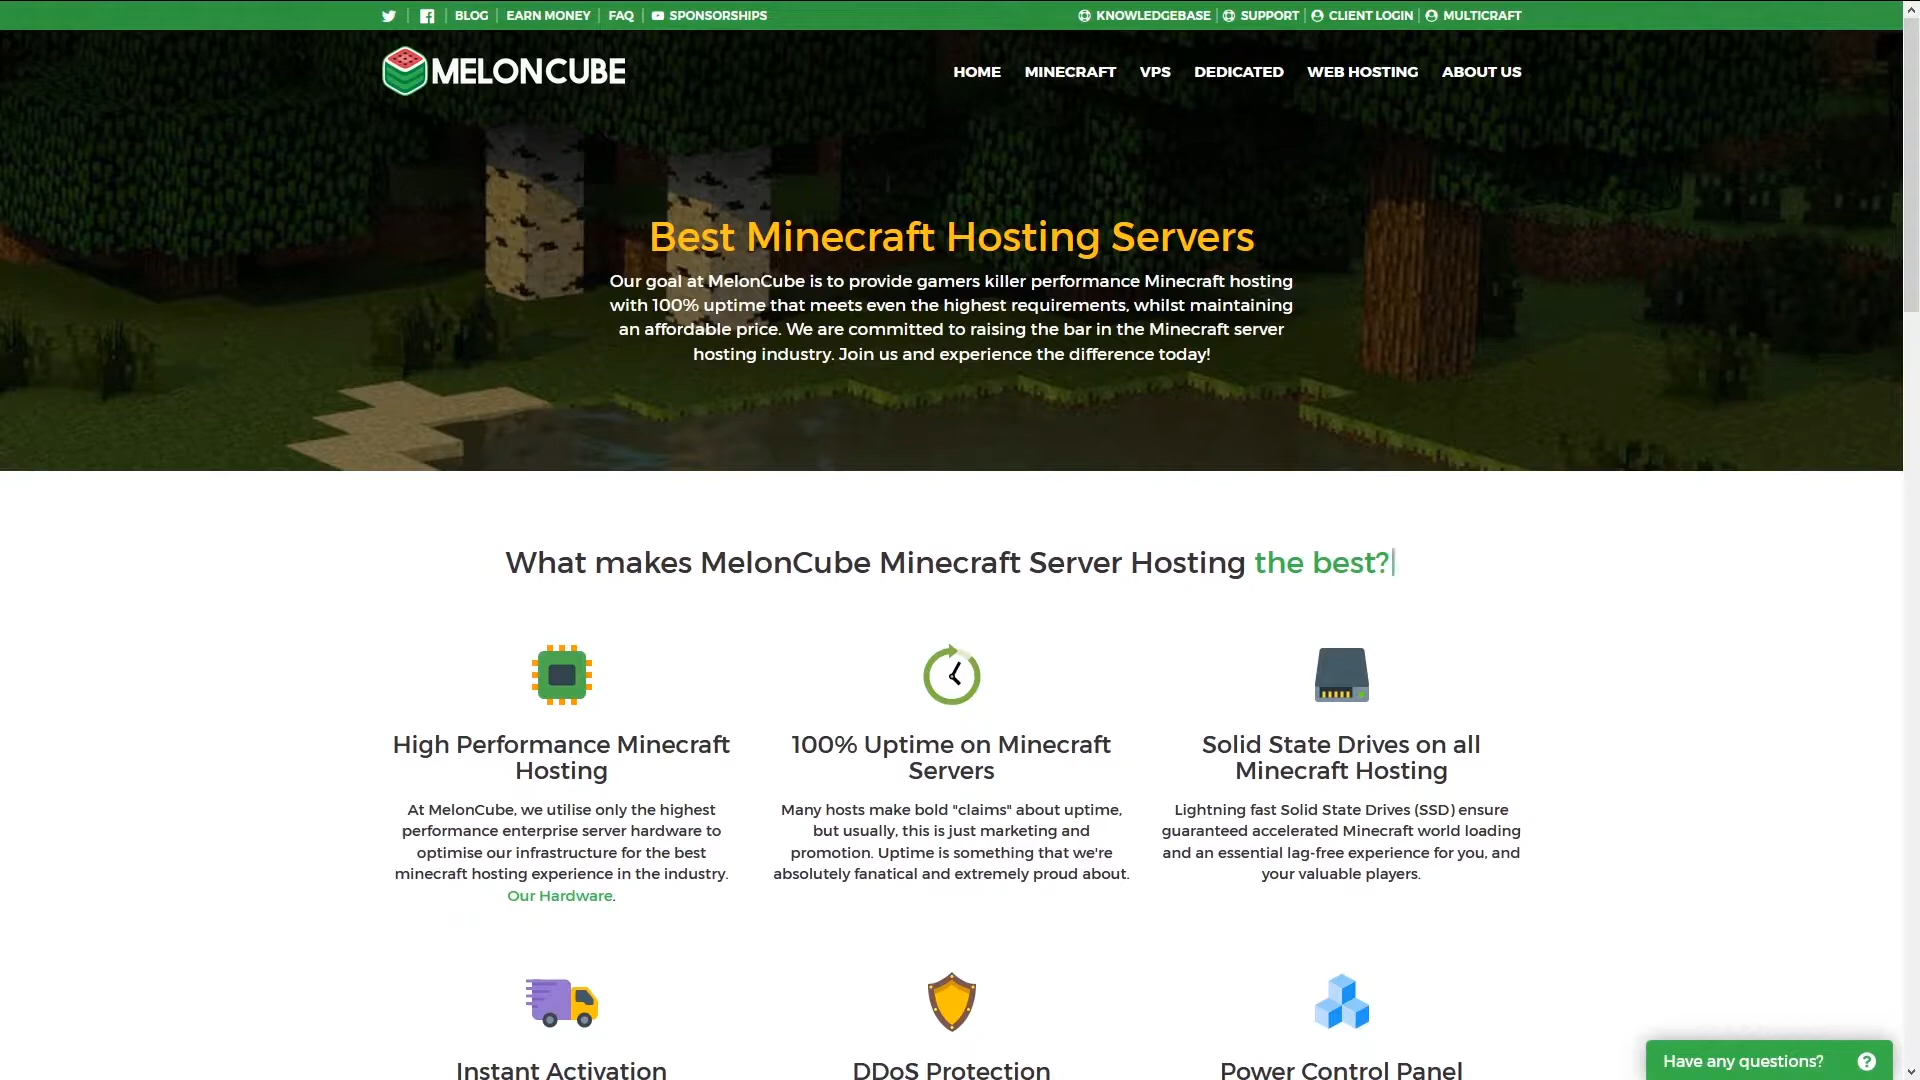 BLOG
EARN MONEY
FAQ
SPONSORSHIPS
KNOWLEDGEBASE
SUPPORT
CLIENT LOGIN
MULTICRAFT
MELONCUBE
HOME
MINECRAFT
VPS
DEDICATED
WEB HOSTING
ABOUT US
Best Minecraft Hosting Servers
Our goal at MelonCube is to provide gamers killer performance Minecraft hosting
with 100% uptime that meets even the highest requirements, whilst maintaining
an affordable price. We are committed to raising the bar in the Minecraft server
hosting industry. Join us and experience the difference today!
What makes MelonCube Minecraft Server Hosting the best?
High Performance Minecraft
Hosting
At MelonCube, we utilise only the highest
performance enterprise server hardware to
optimise our infrastructure for the best
minecraft hosting experience in the industry.
Our Hardware.
100% Uptime on Minecraft
Servers
Many hosts make bold "claims" about uptime,
but usually, this is just marketing and
promotion. Uptime is something that we're
absolutely fanatical and extremely proud about.
Solid State Drives on all
Minecraft Hosting
Lightning fast Solid State Drives (SSD) ensure
guaranteed accelerated Minecraft world loading
and an essential lag-free experience for you, and
your valuable players.
Instant Activation
DDoS Protection
Power Control Panel
Have any questions? ?